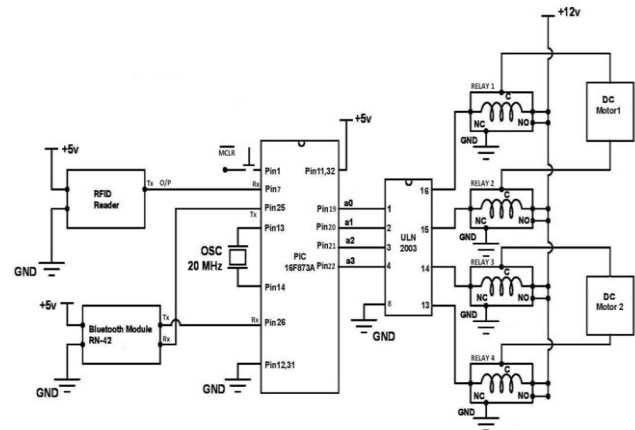 +12v
RELAY 1
C
NC
NO
GND
DC
Motor1
+5v
MCLR
Pin1
Pin11,32
+5v
RFID
Reader
Tx
O/P
Rx
Pin7
GND
Tx
Pin25
Pin13
OSC
20 MHz
Pin14
PIC
16F873A
Pin19
a0
Pin20
a1
Pin21
a2
Pin22
a3
1
2
3
4
8
16
15
14
13
ULN
2003
GND
RELAY 2
C
NC
NO
GND
RELAY 3
C
NC
NO
GND
DC
Motor 2
RELAY 4
C
NC
NO
GND
+5v
Bluetooth Module
RN-42
Tx
Rx
Rx
Pin26
GND
Pin12,31
GND